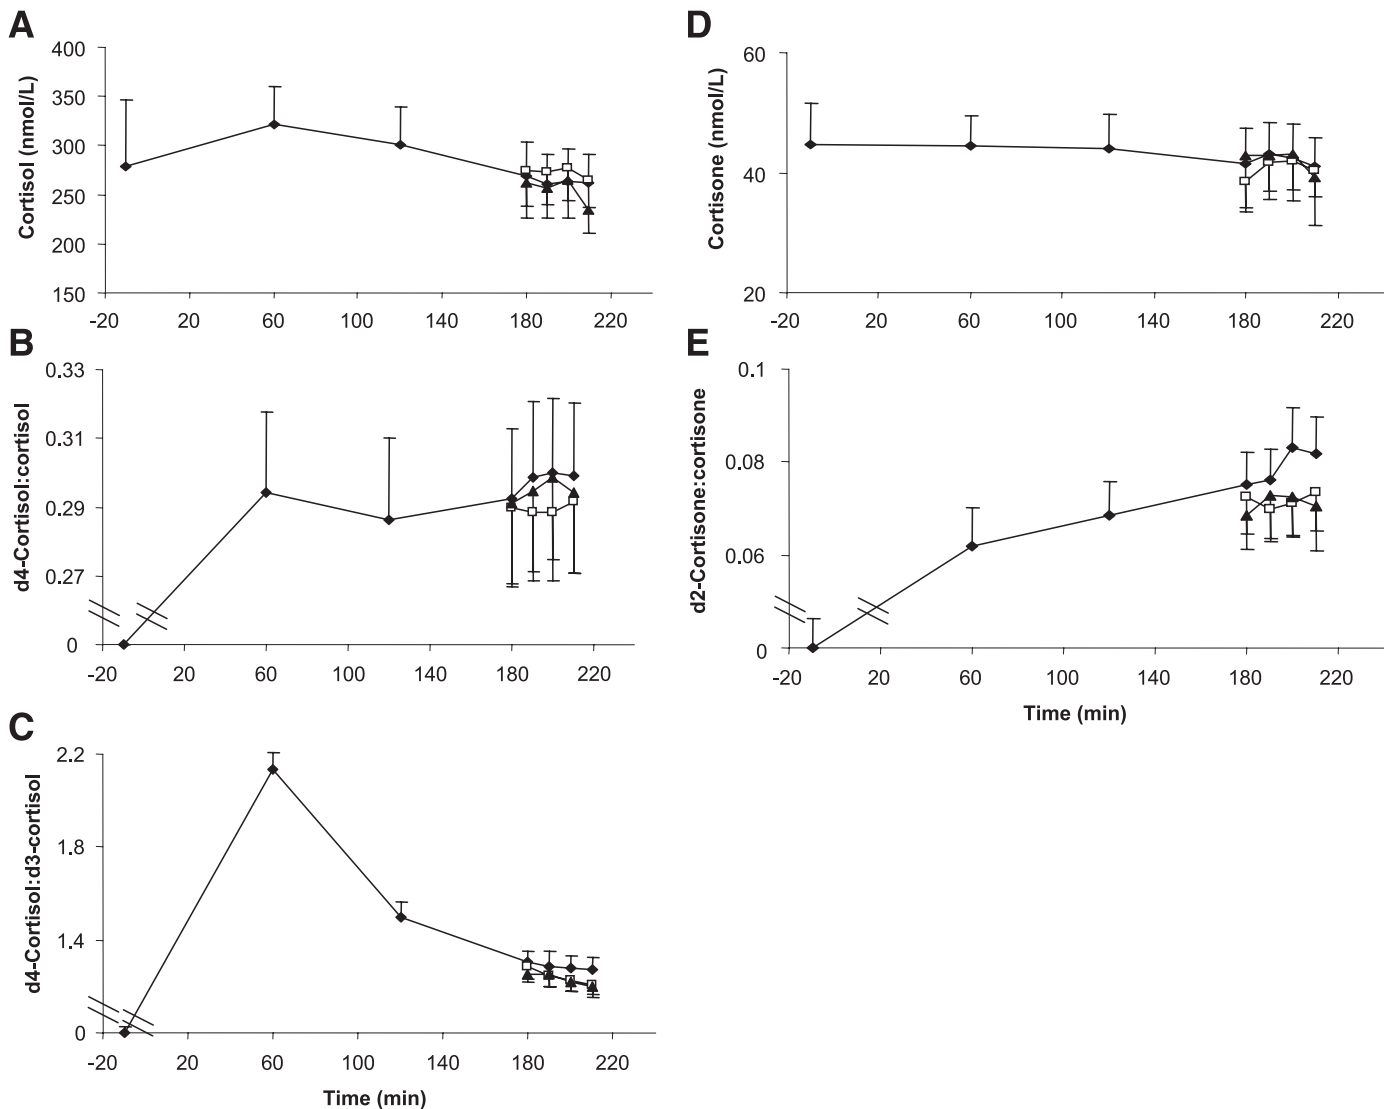 A
Cortisol (nmol/L)
400
350
300
250
200
150
-20 20 60 100 140 180 220
B
d4-Cortisol:cortisol
0.33
0.31
0.29
0.27
0
-20 20 60 100 140 180 220
C
d4-Cortisol:d3-cortisol
2.2
1.8
1.4
0
-20 20 60 100 140 180 220
Time (min)
D
Cortisone (nmol/L)
60
40
20
-20 20 60 100 140 180 220
E
d2-Cortisone:cortisone
0.1
0.08
0.06
0
-20 20 60 100 140 180 220
Time (min)